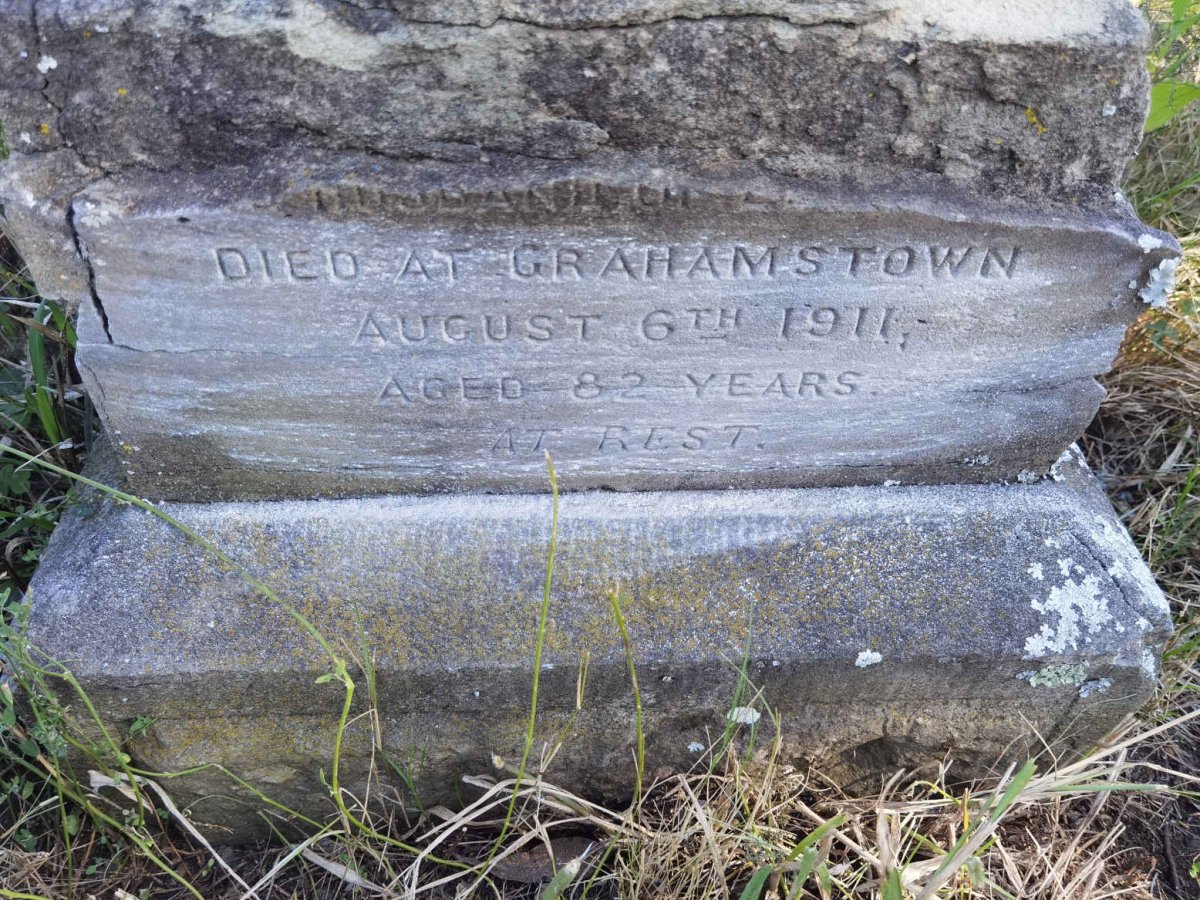 DIED AT GRAHAMSTOWN
AUGUST 6TH 1911,
AGED 82 YEARS.
AT REST.